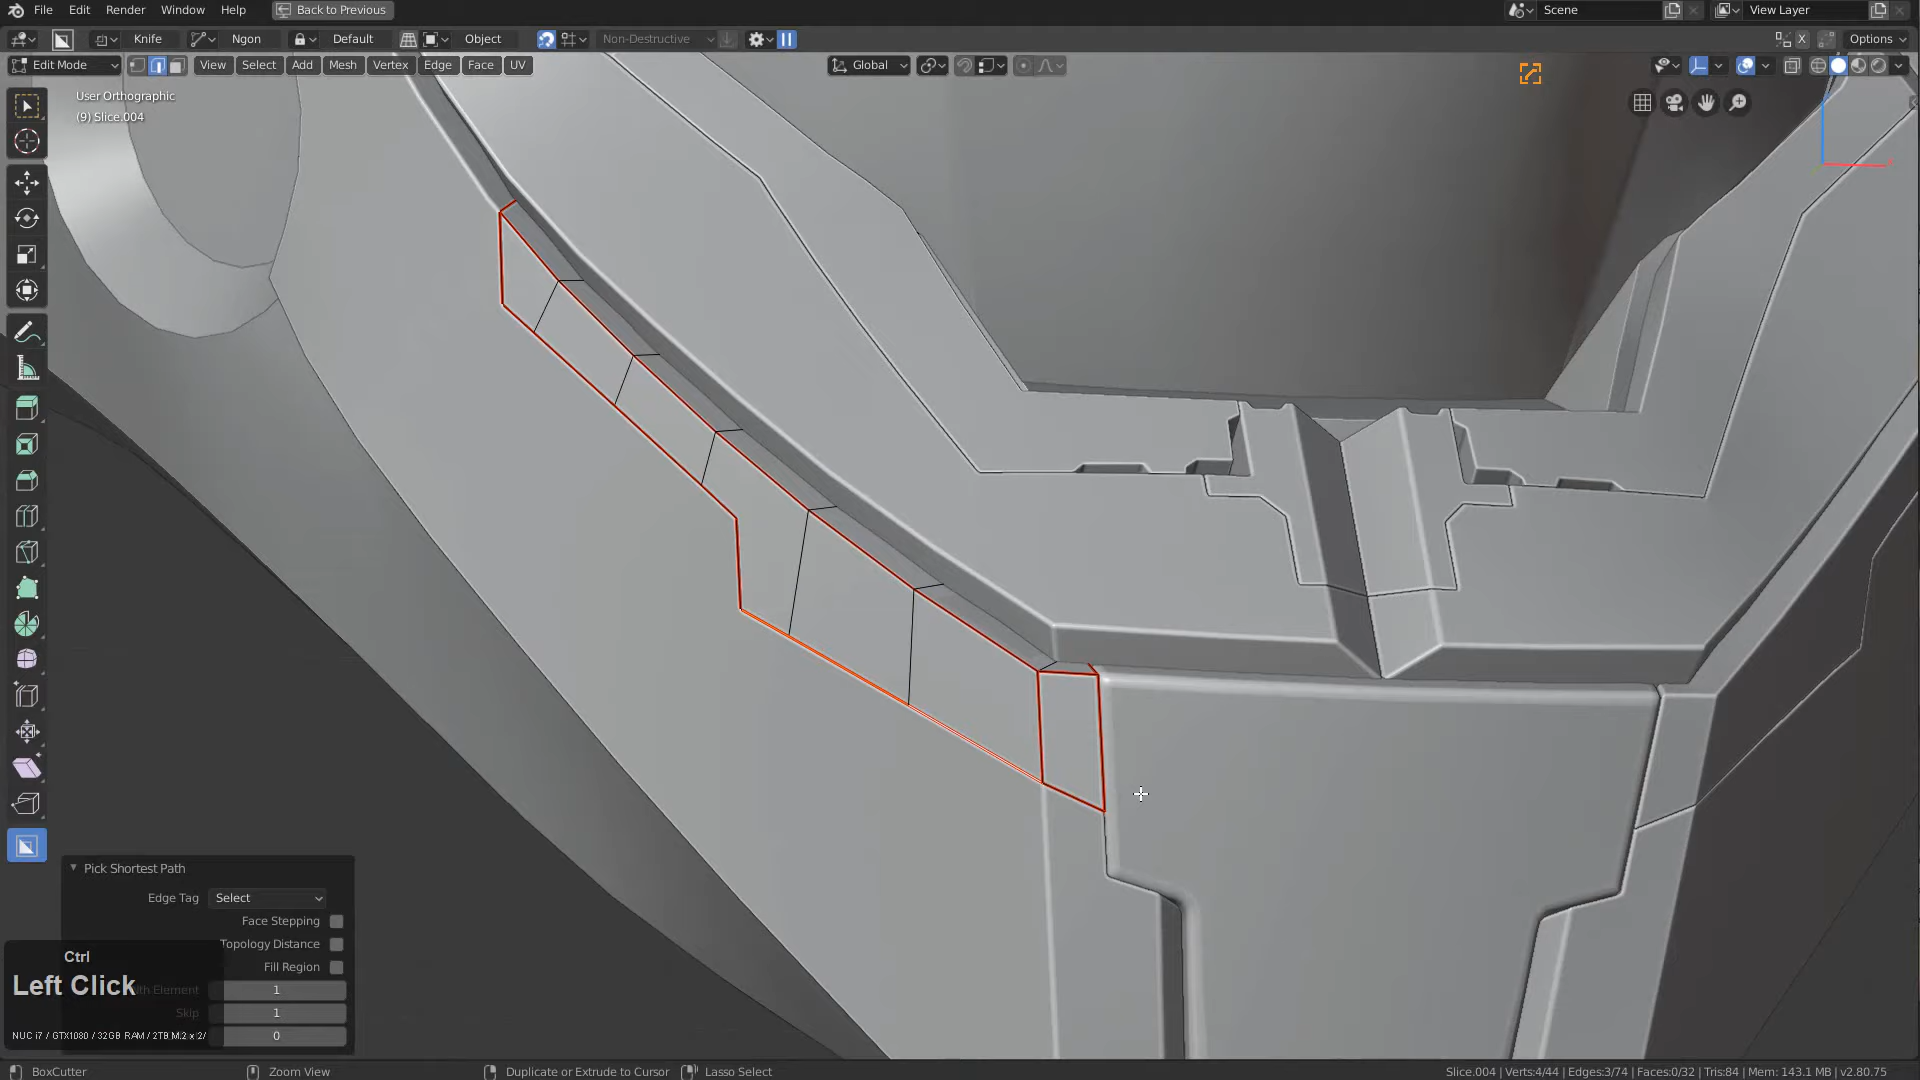 File Edit Render Window Help Back to Previous Scene View Layer
Knife Ngon Default Object Non-Destructive X Options
Edit Mode View Select Add Mesh Vertex Edge Face UV Global
User Orthographic
(9) Slice.004
Pick Shortest Path
Edge Tag Select
Face Stepping
Topology Distance
Fill Region
Ctrl
Left Click
Element 1
Skip 1
NUC i7 / GTX1080 / 32GB RAM / 2TB M.2 x 2/ 0
BoxCutter Zoom View Duplicate or Extrude to Cursor Lasso Select Slice.004 | Verts:4/44 | Edges:3/74 | Faces:0/32 | Tris:84 | Mem: 143.1 MB | v2.80.75